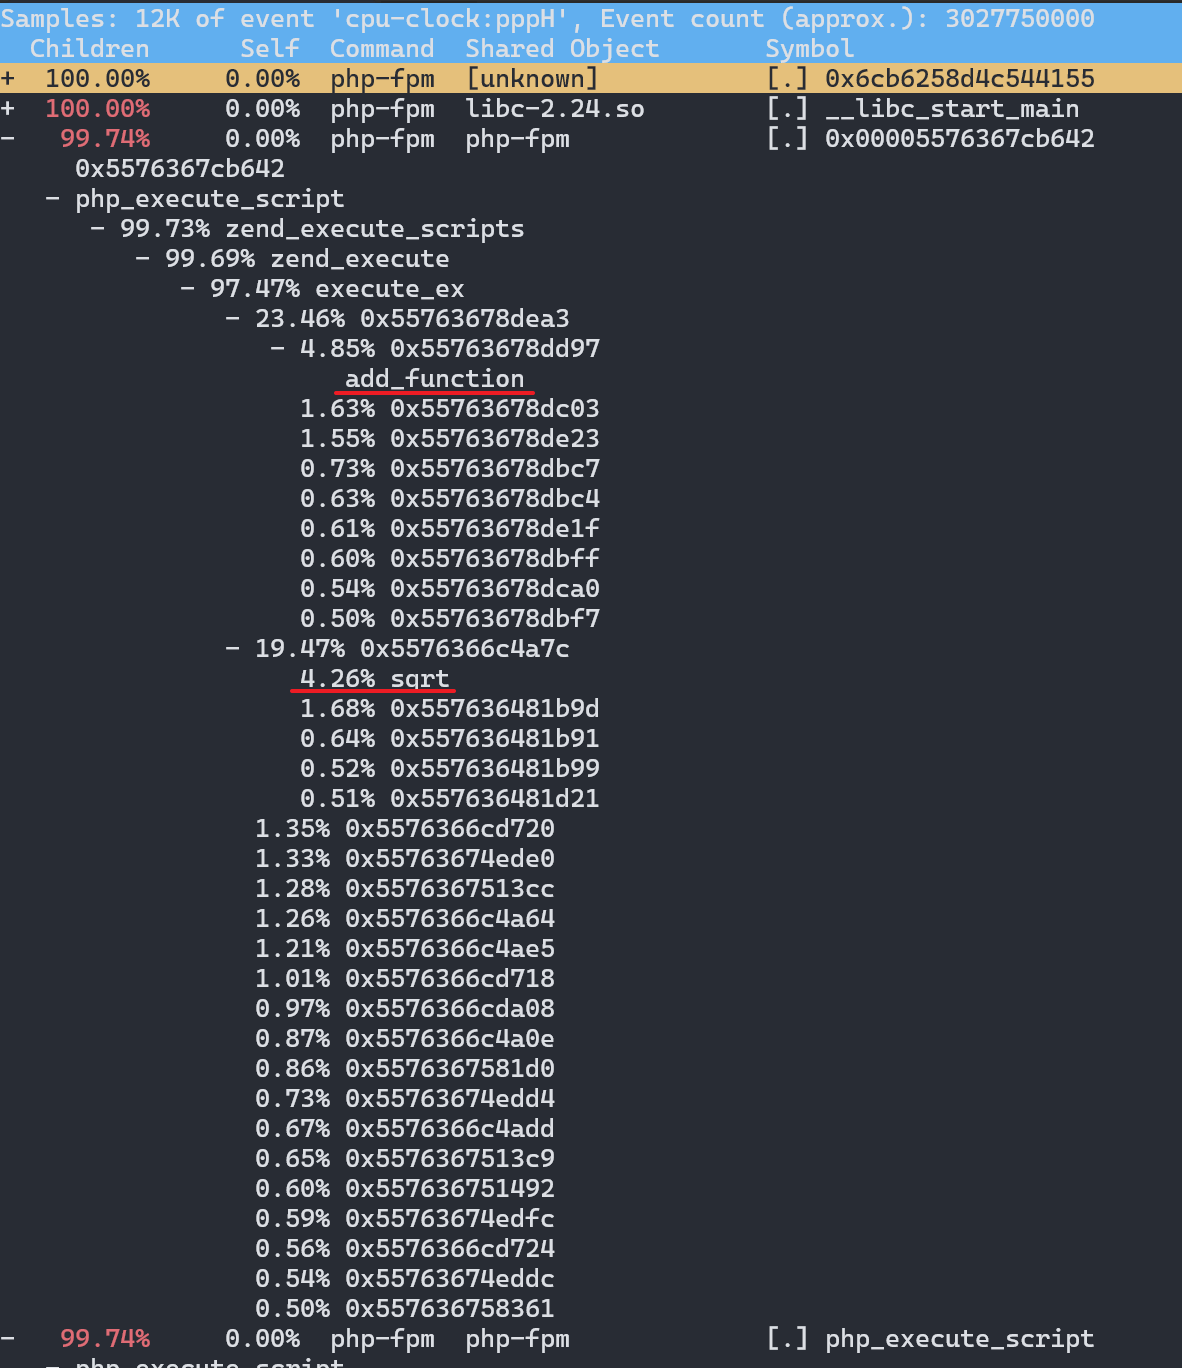 Samples: 12K of event 'cpu-clock:pppH', Event count (approx.): 3027750000
Children Self Command Shared Object Symbol
+ 100.00% 0.00% php-fpm [unknown] [.] 0x6cb6258d4c544155
+ 100.00% 0.00% php-fpm libc-2.24.so [.] __libc_start_main
- 99.74% 0.00% php-fpm php-fpm [.] 0x00005576367cb642
0x5576367cb642
- php_execute_script
- 99.73% zend_execute_scripts
- 99.69% zend_execute
- 97.47% execute_ex
- 23.46% 0x55763678dea3
- 4.85% 0x55763678dd97
add_function
1.63% 0x55763678dc03
1.55% 0x55763678de23
0.73% 0x55763678dbc7
0.63% 0x55763678dbc4
0.61% 0x55763678de1f
0.60% 0x55763678dbff
0.54% 0x55763678dca0
0.50% 0x55763678dbf7
- 19.47% 0x5576366c4a7c
4.26% sqrt
1.68% 0x557636481b9d
0.64% 0x557636481b91
0.52% 0x557636481b99
0.51% 0x557636481d21
1.35% 0x5576366cd720
1.33% 0x55763674ede0
1.28% 0x5576367513cc
1.26% 0x5576366c4a64
1.21% 0x5576366c4ae5
1.01% 0x5576366cd718
0.97% 0x5576366cda08
0.87% 0x5576366c4a0e
0.86% 0x5576367581d0
0.73% 0x55763674edd4
0.67% 0x5576366c4add
0.65% 0x5576367513c9
0.60% 0x557636751492
0.59% 0x55763674edfc
0.56% 0x5576366cd724
0.54% 0x55763674eddc
0.50% 0x557636758361
- 99.74% 0.00% php-fpm php-fpm [.] php_execute_script
- php_execute_script